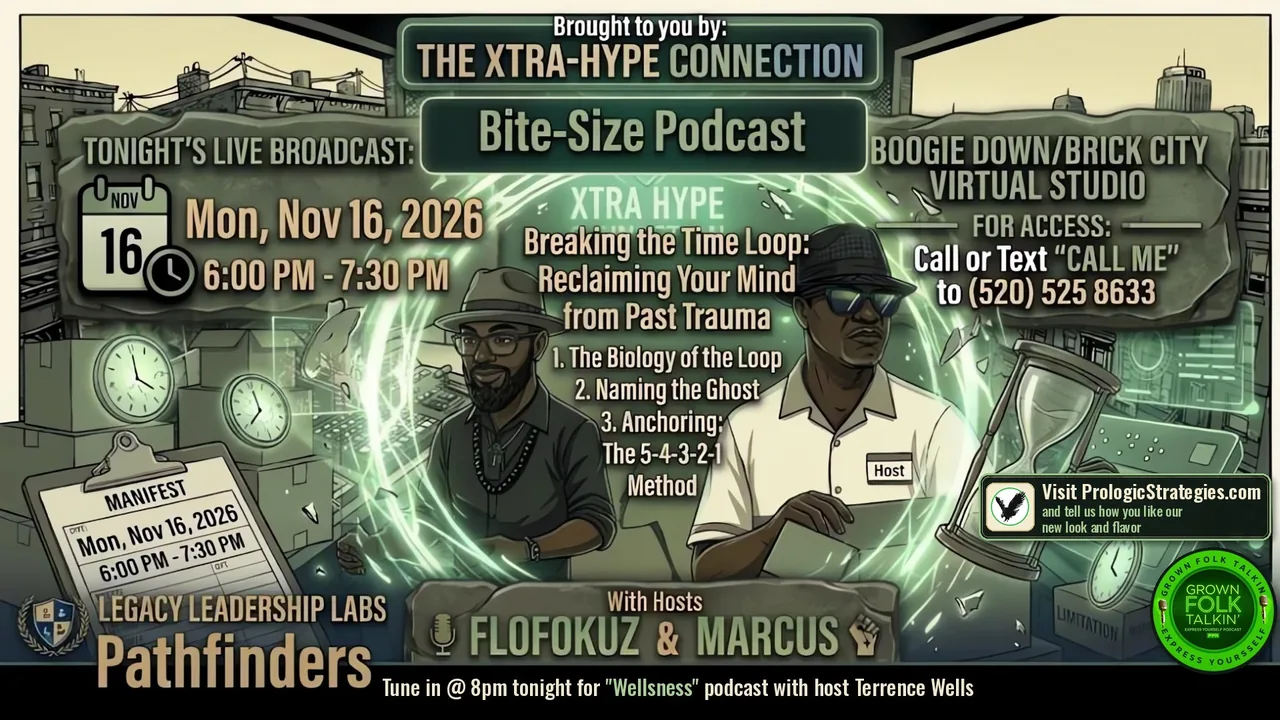 Brought to you by:
THE XTRA-HYPE CONNECTION
Bite-Size Podcast
TONIGHT'S LIVE BROADCAST:
NOV
16
Mon, Nov 16, 2026
6:00 PM - 7:30 PM
BOOGIE DOWN/BRICK CITY
VIRTUAL STUDIO
FOR ACCESS:
Call or Text “CALL ME”
to (520) 525 8633
XTRA HYPE
Breaking the Time Loop:
Reclaiming Your Mind
from Past Trauma
1. The Biology of the Loop
2. Naming the Ghost
3. Anchoring:
The 5-4-3-2-1
Method
Host
MANIFEST
Mon, Nov 16, 2026
6:00 PM - 7:30 PM
Visit PrologicStrategies.com
and tell us how you like our
new look and flavor
LIMITATION
GROWN FOLK TALKIN'
GROWN
FOLK
TALKIN'
EXPRESS YOURSELF PODCAST
EXPRESS YOURSSELF
LEGACY LEADERSHIP LABS
Pathfinders
With Hosts
FLOFOKUZ & MARCUS
Tune in @ 8pm tonight for "Wellsness" podcast with host Terrence Wells